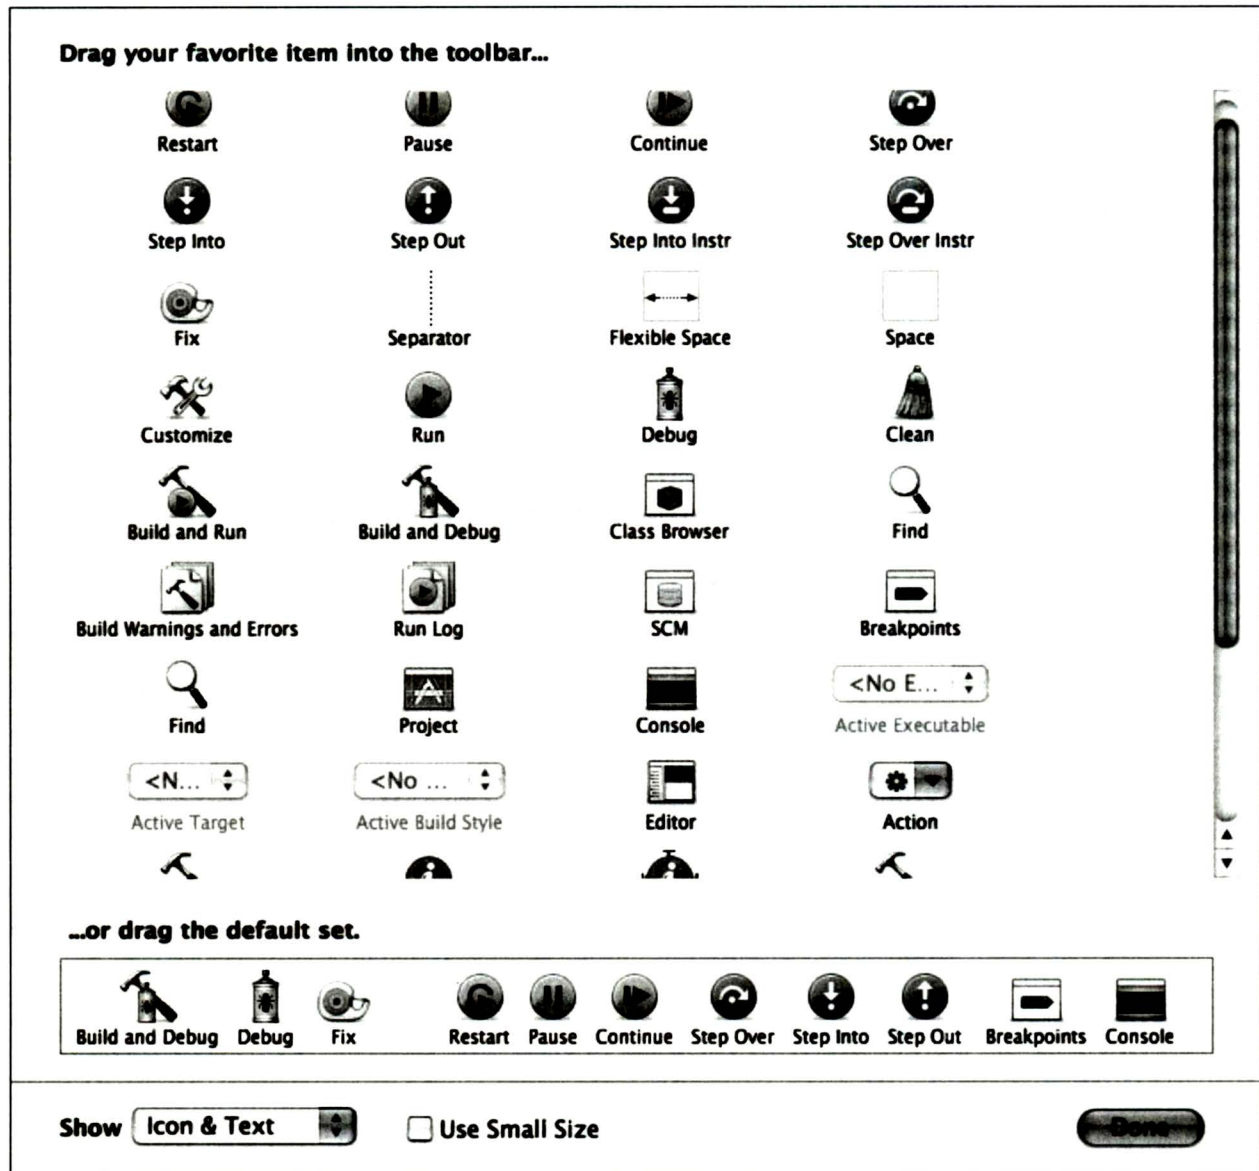 Drag your favorite item into the toolbar...
Restart Pause Continue Step Over
Step Into Step Out Step Into Instr Step Over Instr
Fix Separator Flexible Space Space
Customize Run Debug Clean
Build and Run Build and Debug Class Browser Find
Build Warnings and Errors Run Log SCM Breakpoints
<No E...
Find Project Console Active Executable
<N... <No ...
Active Target Active Build Style Editor Action
...or drag the default set.
Build and Debug Debug Fix Restart Pause Continue Step Over Step Into Step Out Breakpoints Console
Show Icon & Text Use Small Size Done